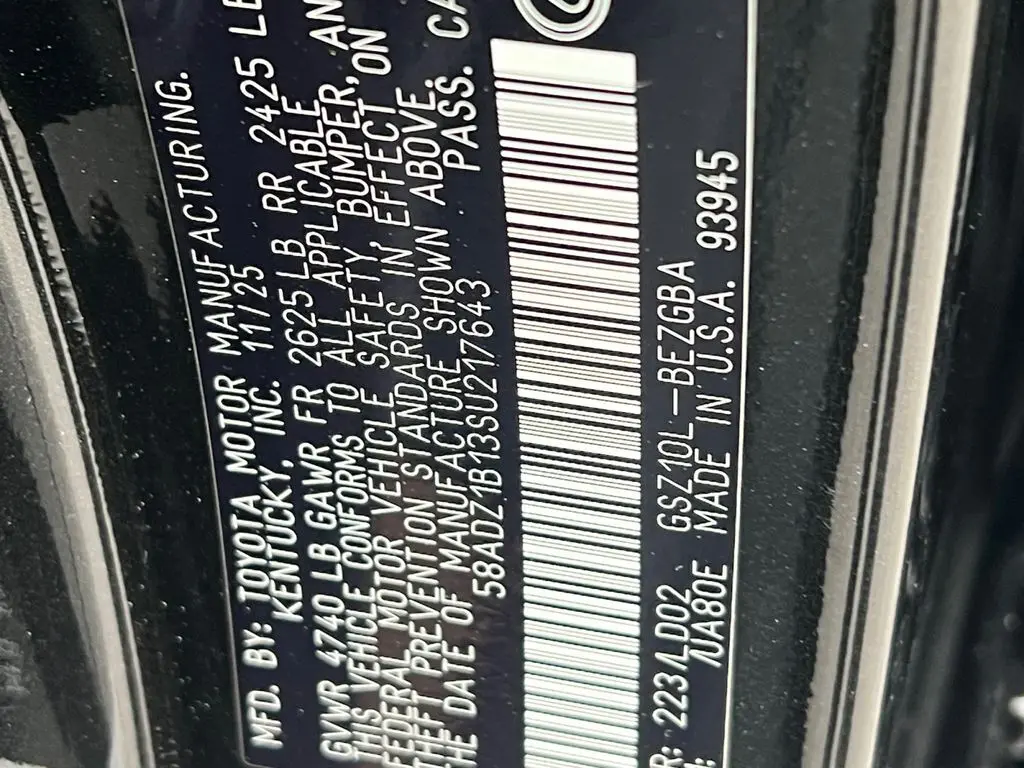 MFD. BY: TOYOTA MOTOR MANUFACTURING.
KENTUCKY, INC. 11/25
GVWR 4740 LB GAWR FR 2625 LB RR 2425 LB
THIS VEHICLE CONFORMS TO ALL APPLICABLE
FEDERAL MOTOR VEHICLE SAFETY, BUMPER, AN
THEFT PREVENTION STANDARDS IN EFFECT ON
THE DATE OF MANUFACTURE SHOWN ABOVE.
58ADZ1B13SU217643 PASS. CA
R: 223 LD02 GSZ10L-BEZGBA
UA80E MADE IN U.S.A. 93945